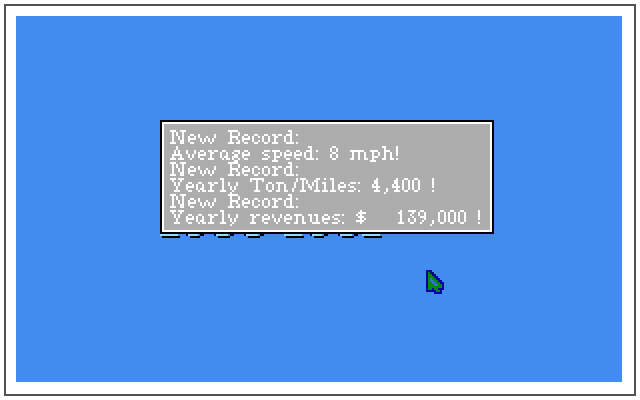 New Record:
Average speed: 8 mph!
New Record:
Yearly Ton/Miles: 4,400 !
New Record:
Yearly revenues: $ 139,000 !